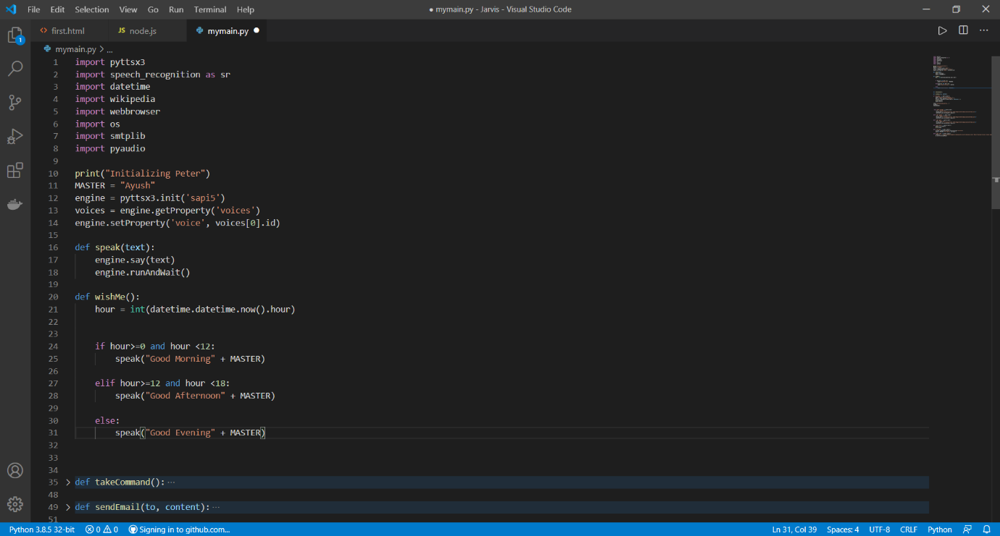 File Edit Selection View Go Run Terminal Help
● mymain.py - Jarvis - Visual Studio Code
1
<> first.html
JS node.js
mymain.py ●
mymain.py > ...
1 import pyttsx3
2 import speech_recognition as sr
3 import datetime
4 import wikipedia
5 import webbrowser
6 import os
7 import smtplib
8 import pyaudio
9
10 print("Initializing Peter")
11 MASTER = "Ayush"
12 engine = pyttsx3.init('sapi5')
13 voices = engine.getProperty('voices')
14 engine.setProperty('voice', voices[0].id)
15
16 def speak(text):
17     engine.say(text)
18     engine.runAndWait()
19
20 def wishMe():
21     hour = int(datetime.datetime.now().hour)
22
23
24     if hour>=0 and hour <12:
25         speak("Good Morning" + MASTER)
26
27     elif hour>=12 and hour <18:
28         speak("Good Afternoon" + MASTER)
29
30     else:
31         speak("Good Evening" + MASTER)
32
33
34
35 > def takeCommand():···
48
49 > def sendEmail(to, content):···
51
Python 3.8.5 32-bit 0 0 Signing in to github.com... Ln 31, Col 39 Spaces: 4 UTF-8 CRLF Python